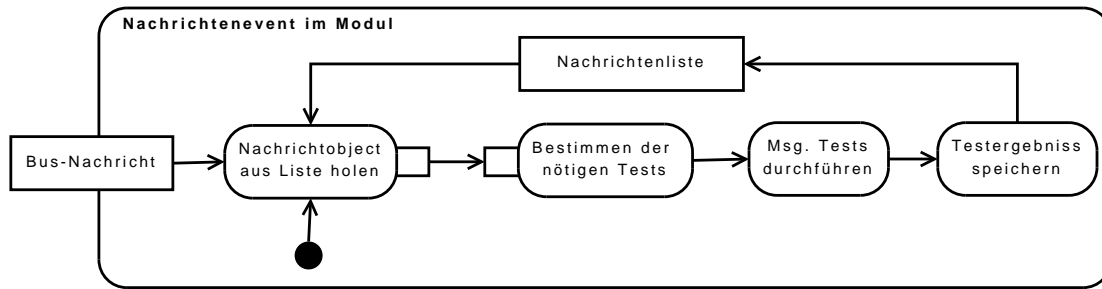 Nachrichtenevent im Modul
Nachrichtenliste
Bus-Nachricht
Nachrichtobject
aus Liste holen
Bestimmen der
nötigen Tests
Msg. Tests
durchführen
Testergebniss
speichern